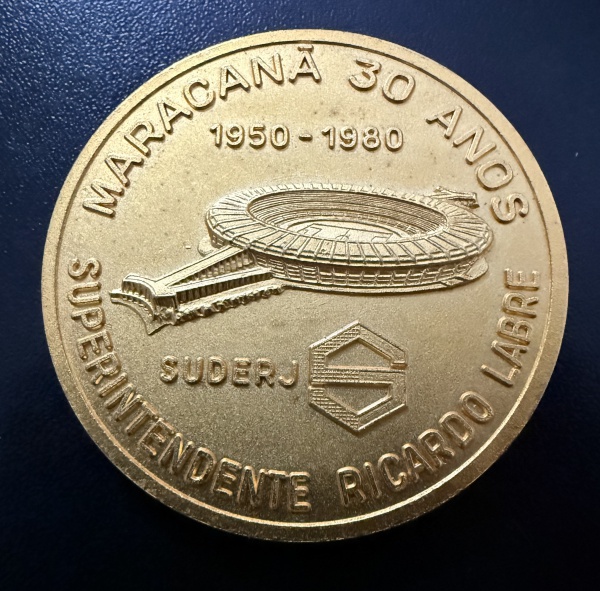 MARACANÃ 30 ANOS
1950 - 1980
SUDERJ
SUPERINTENDENTE RICARDO LABRE